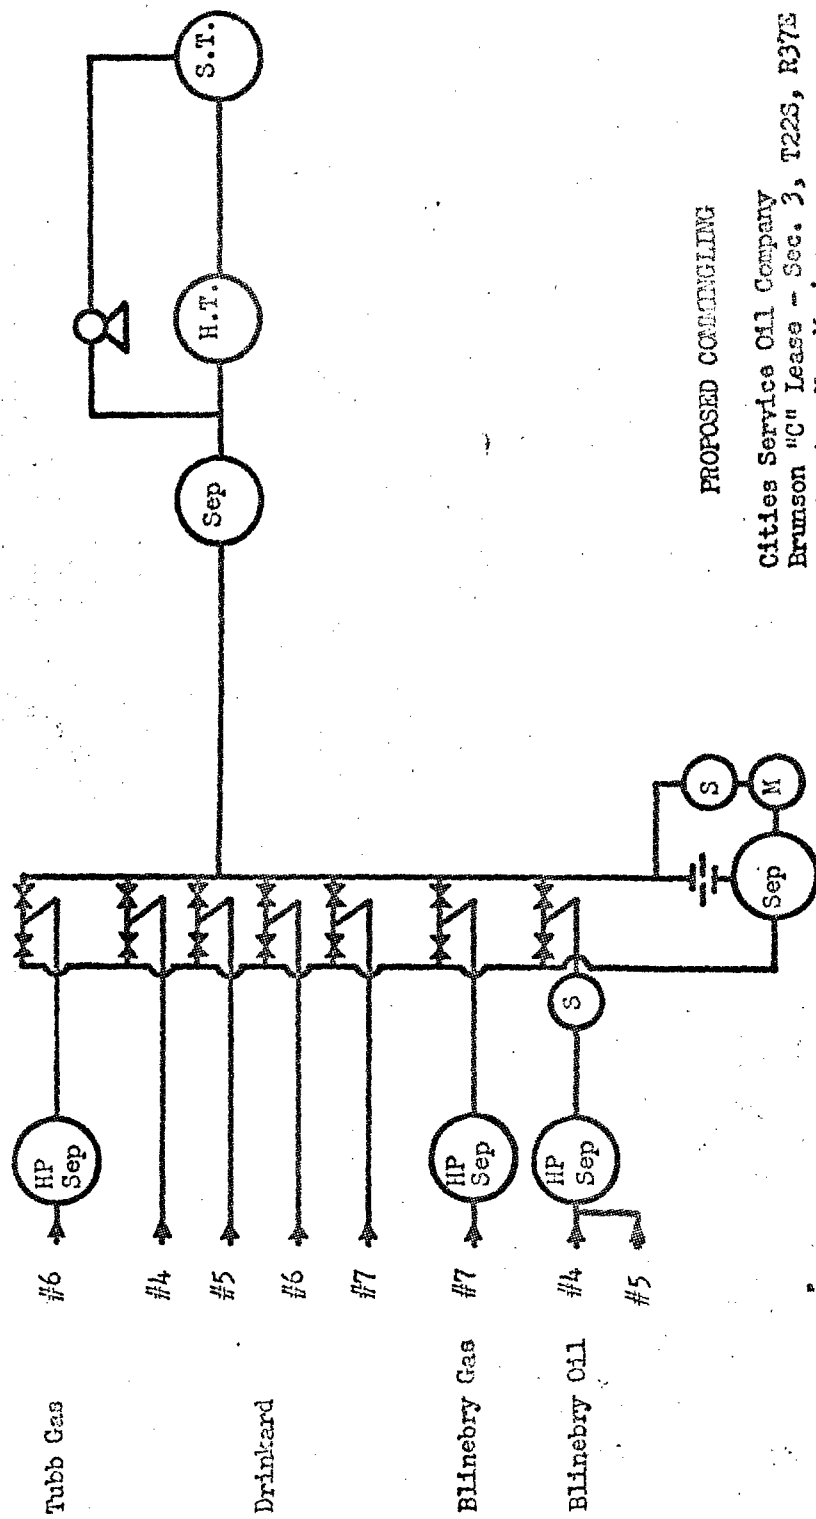 Tubb Gas
#6
HP
Sep
Drinkard
#4
#5
#6
#7
Blinebry Gas
#7
HP
Sep
Blinebry Oil
#4
#5
HP
Sep
S
Sep
M
S
Sep
H.T.
S.T.
PROPOSED COMMINGLING
Cities Service Oil Company
Brunson "C" Lease - Sec. 3, T22S, R37E